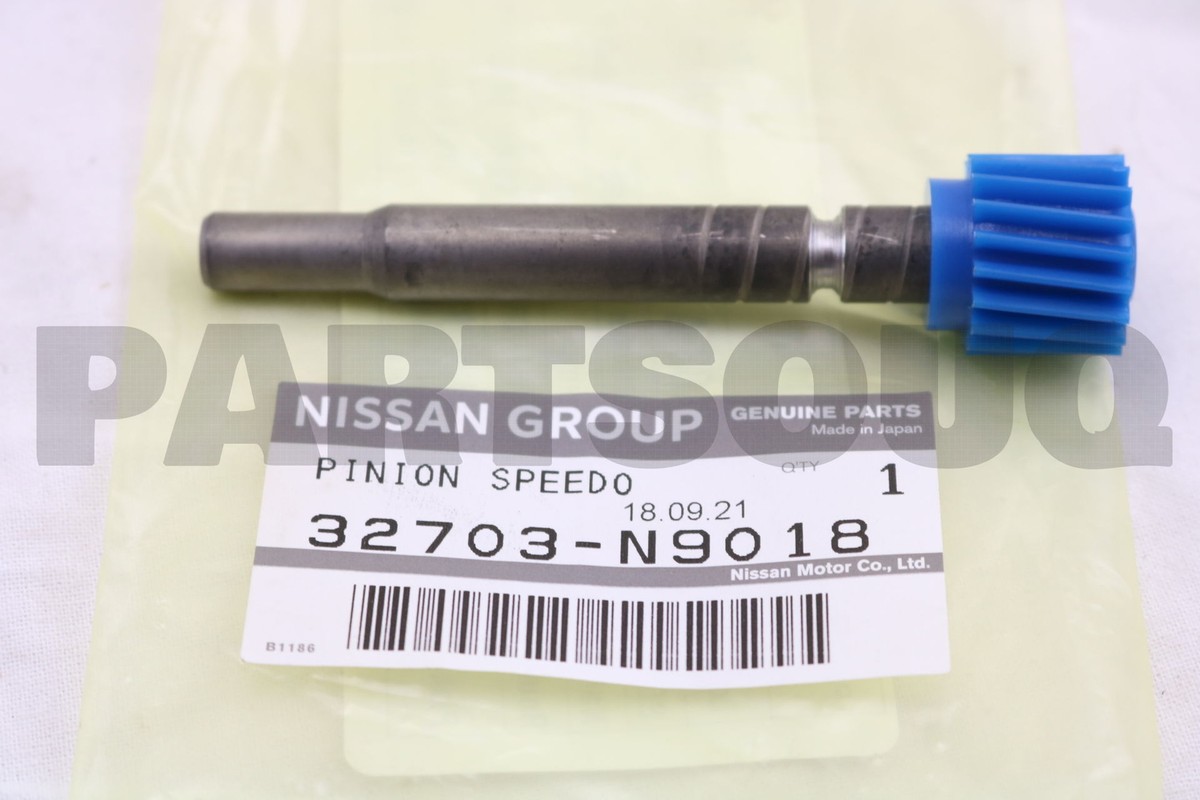 PARTSOUQ
NISSAN GROUP GENUINE PARTS
Made in Japan
PINION SPEEDO Q'TY 1
18.09.21
32703-N9018
Nissan Motor Co., Ltd.
B1186